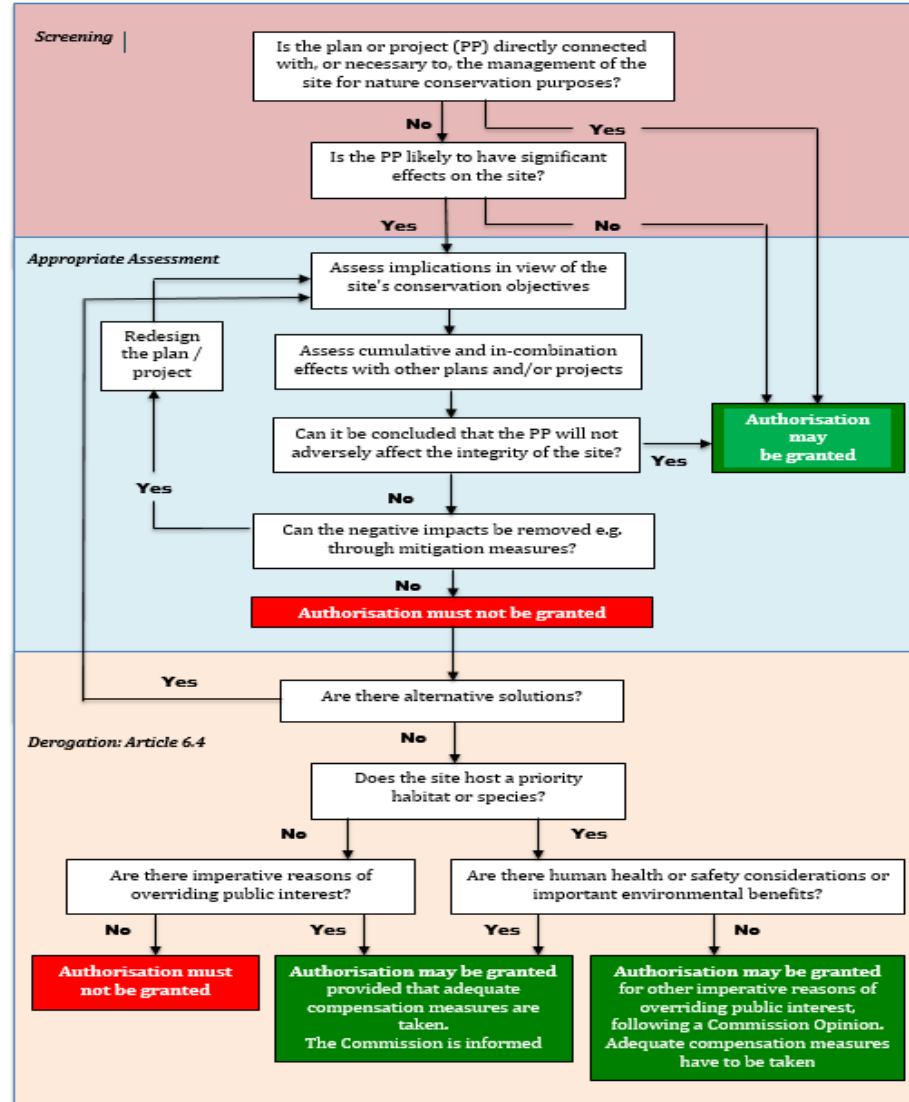 Screening
Is the plan or project (PP) directly connected
with, or necessary to, the management of the
site for nature conservation purposes?
No
Yes
Is the PP likely to have significant
effects on the site?
Yes
No
Appropriate Assessment
Assess implications in view of the
site's conservation objectives
Redesign
the plan /
project
Assess cumulative and in-combination
effects with other plans and/or projects
Authorisation
may
be granted
Can it be concluded that the PP will not
adversely affect the integrity of the site?
Yes
Yes
No
Can the negative impacts be removed e.g.
through mitigation measures?
No
Authorisation must not be granted
Yes
Are there alternative solutions?
No
Derogation: Article 6.4
Does the site host a priority
habitat or species?
No
Yes
Are there imperative reasons of
overriding public interest?
Are there human health or safety considerations or
important environmental benefits?
No
Yes
Yes
No
Authorisation must
not be granted
Authorisation may be granted
provided that adequate
compensation measures are
taken.
The Commission is informed
Authorisation may be granted
for other imperative reasons of
overriding public interest,
following a Commission Opinion.
Adequate compensation measures
have to be taken